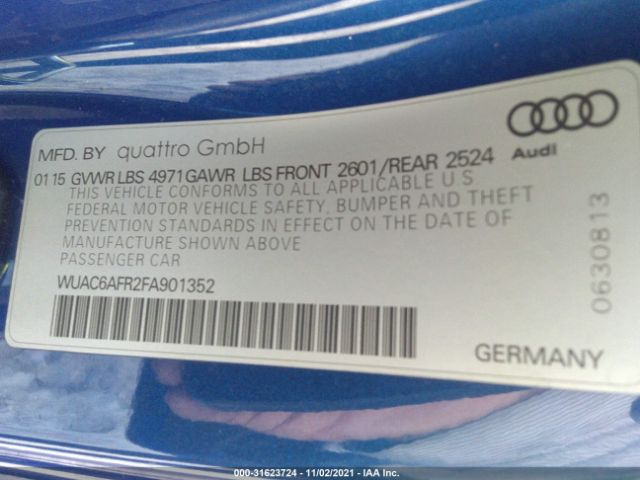 MFD. BY quattro GmbH
Audi
01 15 GVWR LBS 4971 GAWR LBS FRONT 2601/REAR 2524
THIS VEHICLE CONFORMS TO ALL APPLICABLE U S
FEDERAL MOTOR VEHICLE SAFETY, BUMPER AND THEFT
PREVENTION STANDARDS IN EFFECT ON THE DATE OF
MANUFACTURE SHOWN ABOVE
PASSENGER CAR
WUAC6AFR2FA901352
0630813
GERMANY
000-31623724 - 11/02/2021 - IAA Inc.